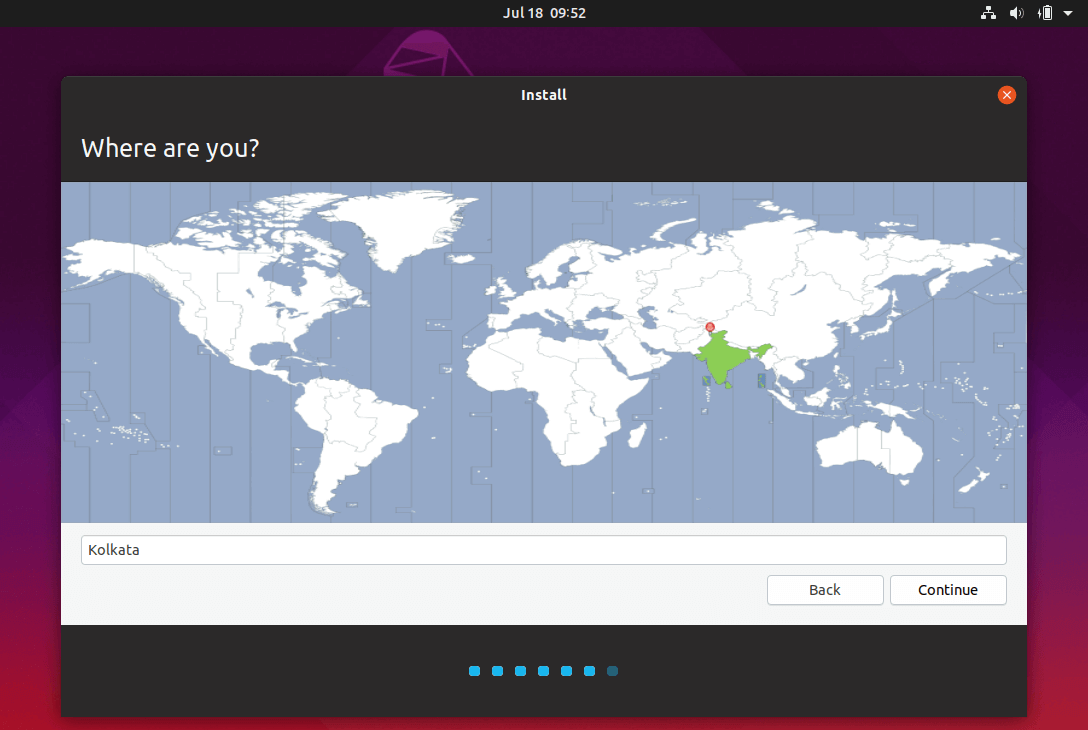 Jul 18 09:52
Install
Where are you?
Kolkata
Back
Continue